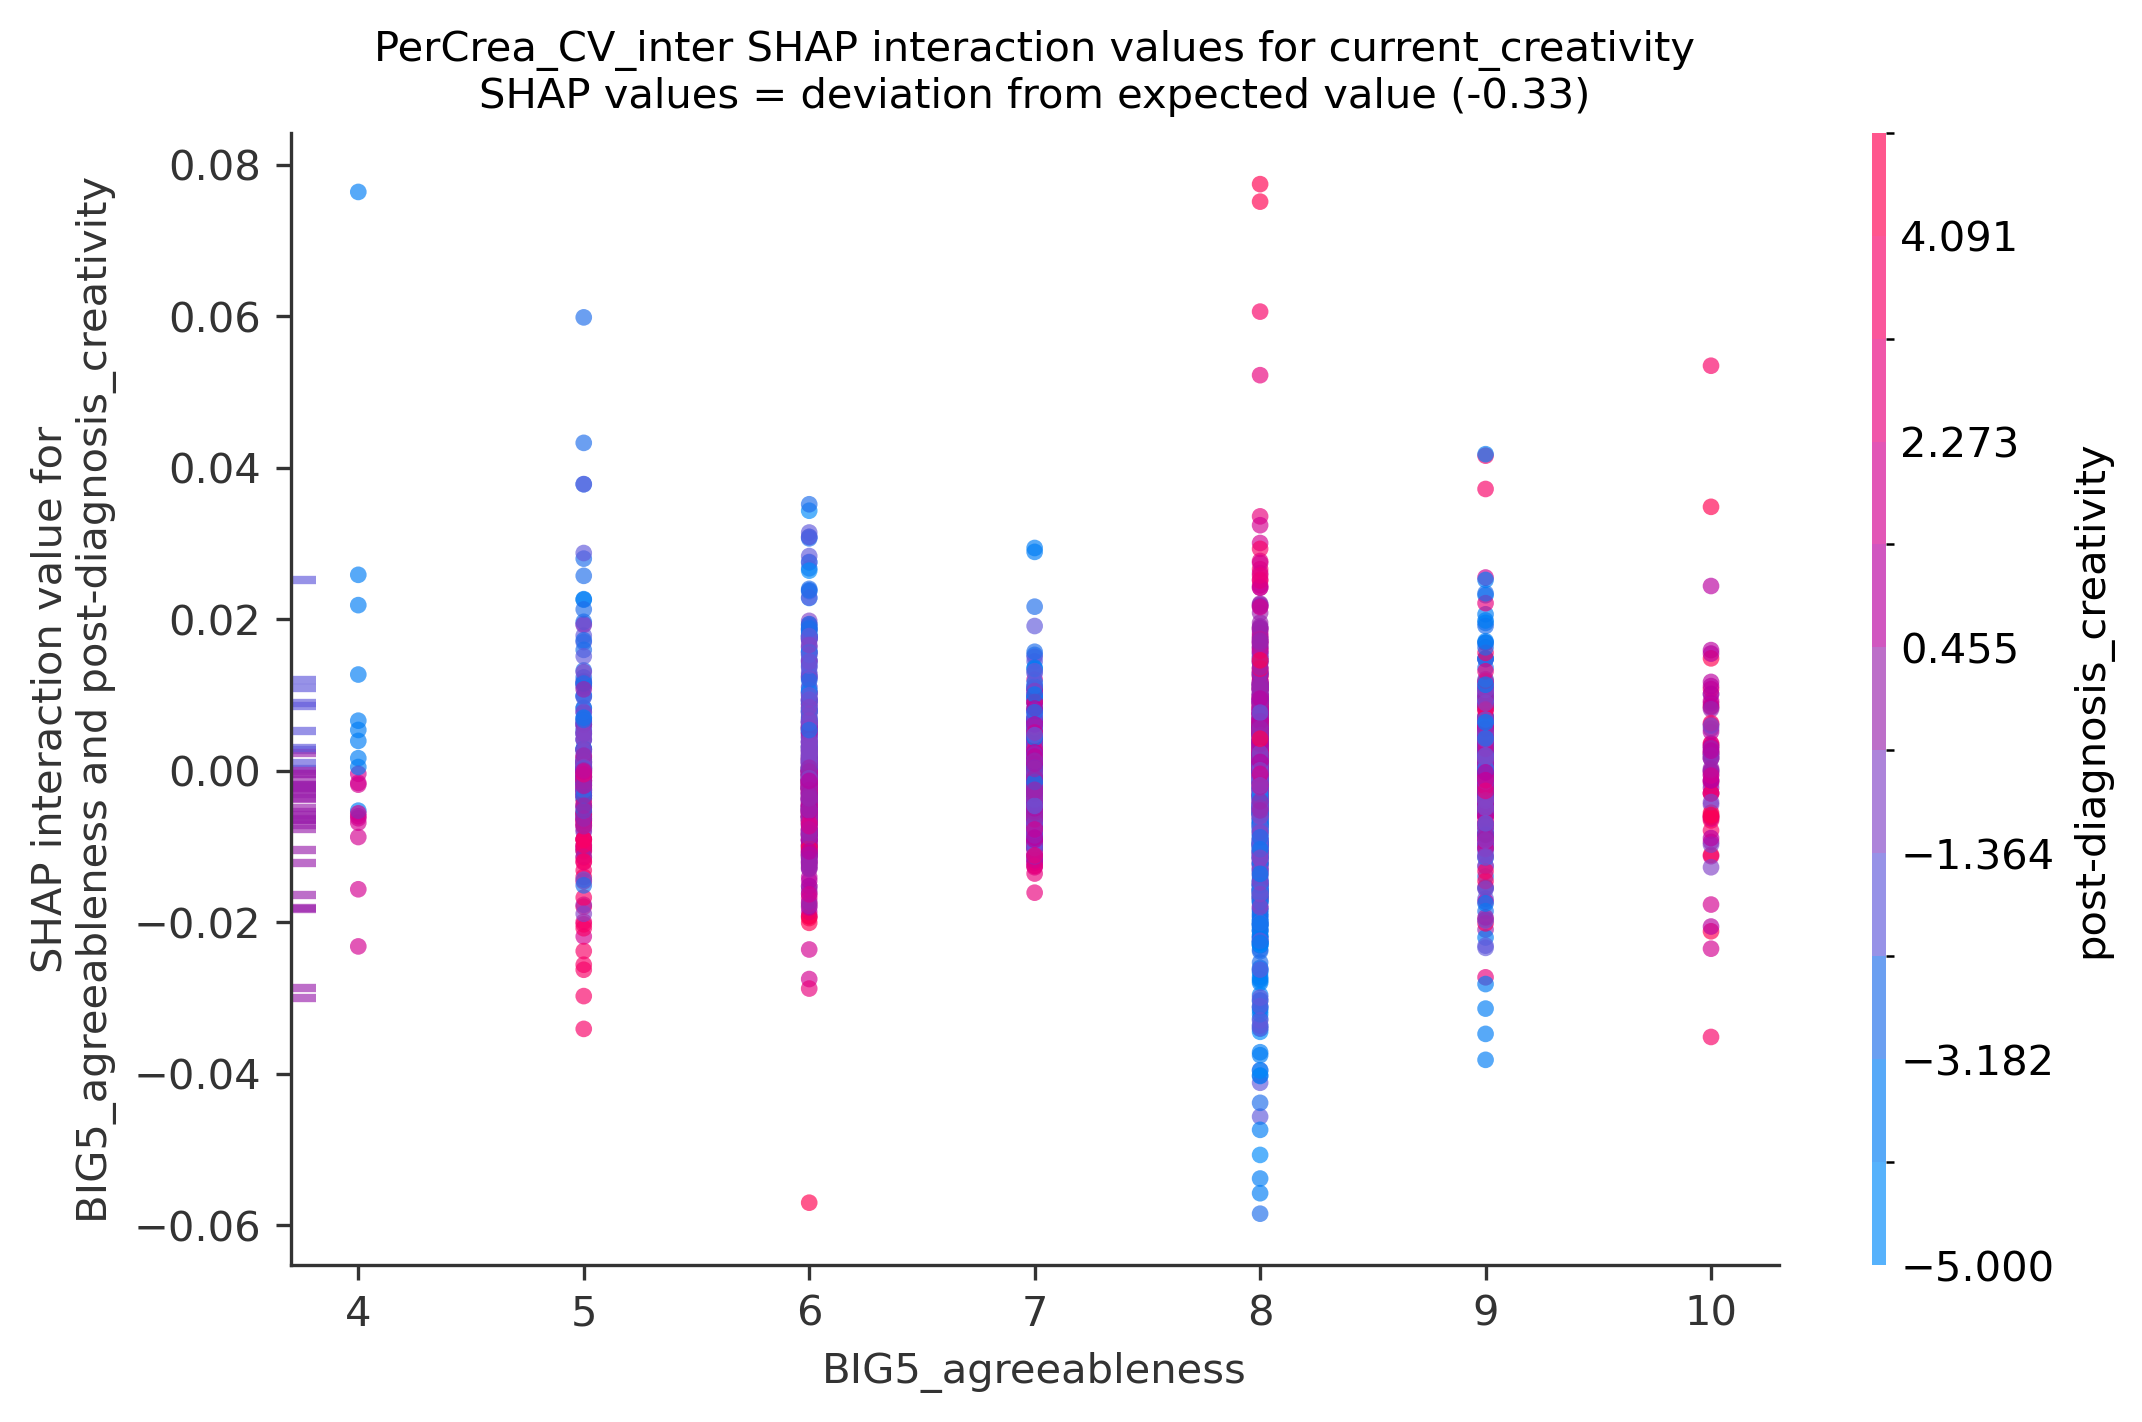 PerCrea_CV_inter SHAP interaction values for current_creativity
SHAP values = deviation from expected value (-0.33)
SHAP interaction value for
BIG5_agreeableness and post-diagnosis_creativity
0.08
0.06
0.04
0.02
0.00
−0.02
−0.04
−0.06
4 5 6 7 8 9 10
BIG5_agreeableness
4.091
2.273
0.455
−1.364
−3.182
−5.000
post-diagnosis_creativity